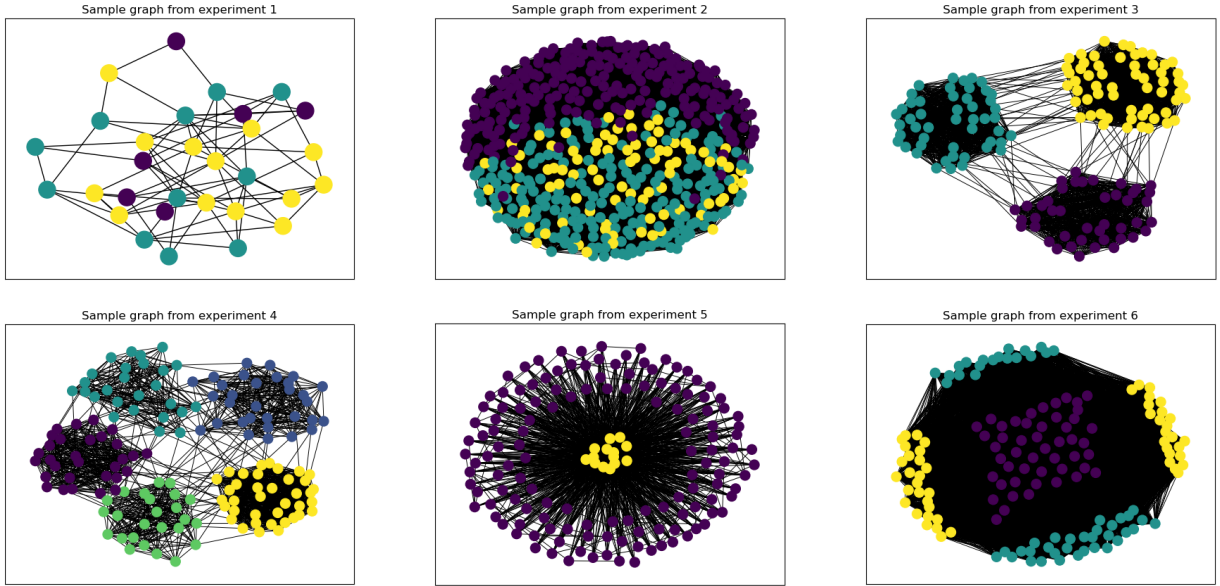 Sample graph from experiment 1
Sample graph from experiment 2
Sample graph from experiment 3
Sample graph from experiment 4
Sample graph from experiment 5
Sample graph from experiment 6